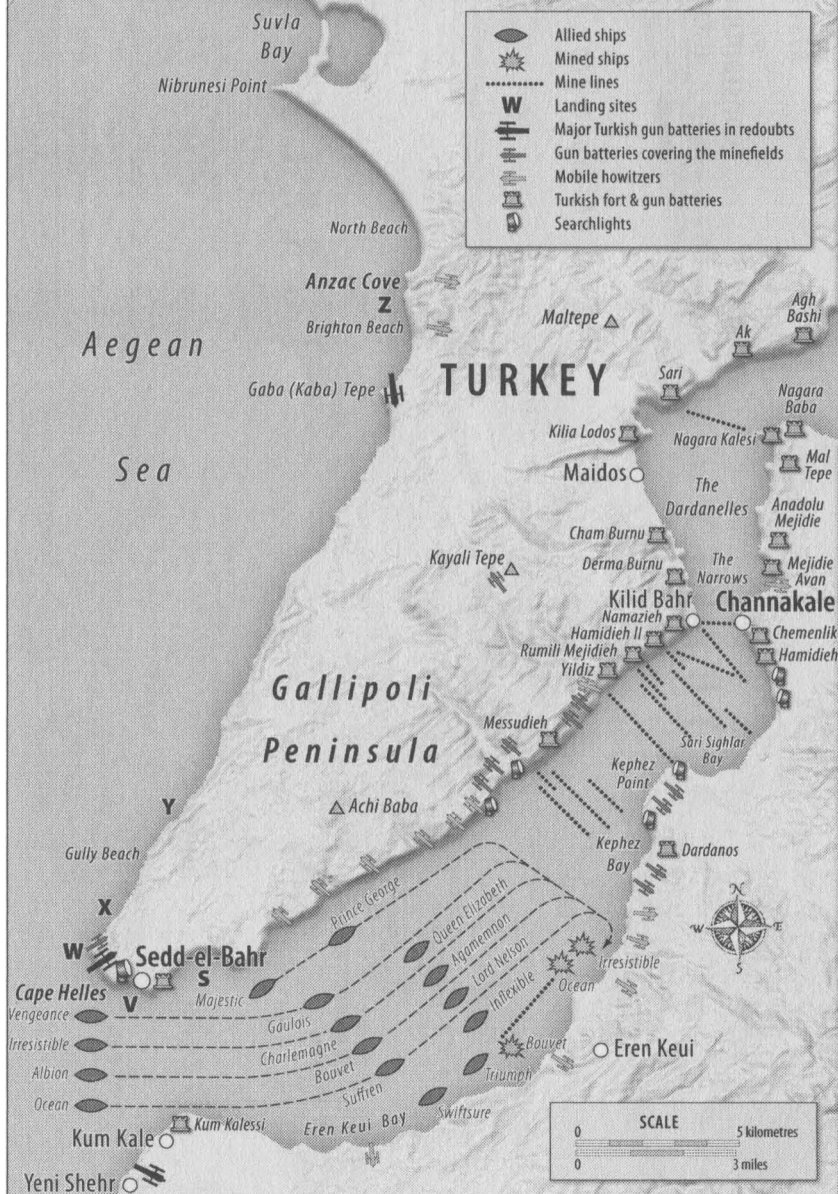 Suvla
Bay
Nibrunesi Point
Allied ships
Mined ships
Mine lines
W Landing sites
Major Turkish gun batteries in redoubts
Gun batteries covering the minefields
Mobile howitzers
Turkish fort & gun batteries
Searchlights
North Beach
Anzac Cove
Z
Brighton Beach
Maltepe
Agh
Bashi
Ak
Aegean
Sea
Gaba (Kaba) Tepe
TURKEY
Sari
Nagara
Baba
Kilia Lodos
Nagara Kalesi
Mal
Tepe
Maidos
The
Dardanelles
Anadolu
Mejidie
Cham Burnu
Kayali Tepe
Derma Burnu
The
Narrows
Mejidie
Avan
Kilid Bahr
Channakale
Namazieh
Hamidieh II
Chemenlik
Rumili Mejidieh
Hamidieh
Yildiz
Gallipoli
Peninsula
Messudieh
Sari Sighlar
Bay
Kephez
Point
Y
Achi Baba
Kephez
Bay
Dardanos
Gully Beach
Prince George
Queen Elizabeth
Agamemnon
Lord Nelson
Inflexible
X
W
Sedd-el-Bahr
S
Majestic
Irresistible
Ocean
Cape Helles
V
Vengeance
Gaulois
Irresistible
Charlemagne
Bouvet
Bouvet
Eren Keui
Albion
Suffren
Triumph
Ocean
Swiftsure
Kum Kalessi
Eren Keui Bay
Kum Kale
Yeni Shehr
N
W
E
S
SCALE
0 5 kilometres
0 3 miles